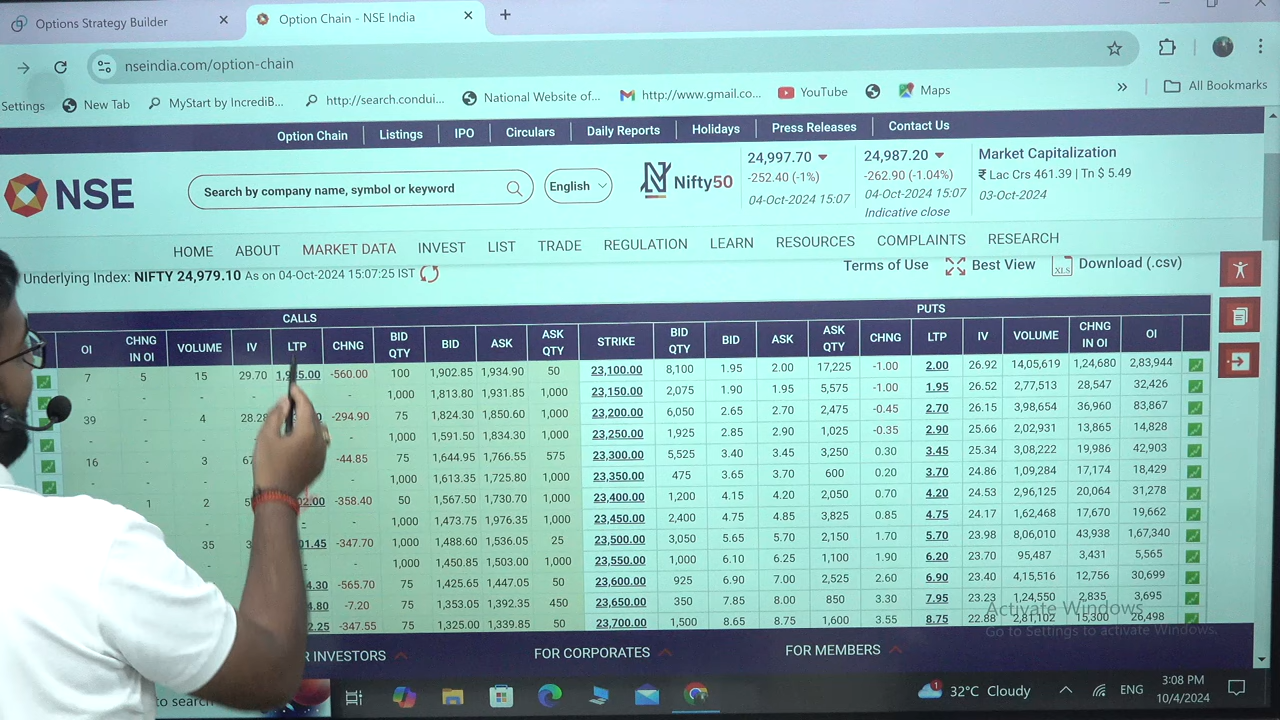 Options Strategy Builder
Option Chain - NSE India
nseindia.com/option-chain
Settings New Tab MyStart by IncrediB... http://search.condui... National Website of... http://www.gmail.co... YouTube Maps » All Bookmarks
Option Chain Listings IPO Circulars Daily Reports Holidays Press Releases Contact Us
NSE
Search by company name, symbol or keyword
English
Nifty50
24,997.70
-252.40 (-1%)
04-Oct-2024 15:07
24,987.20
-262.90 (-1.04%)
04-Oct-2024 15:07
Indicative close
Market Capitalization
₹ Lac Crs 461.39 | Tn $ 5.49
03-Oct-2024
HOME ABOUT MARKET DATA INVEST LIST TRADE REGULATION LEARN RESOURCES COMPLAINTS RESEARCH
Underlying Index: NIFTY 24,979.10 As on 04-Oct-2024 15:07:25 IST
Terms of Use Best View XLS Download (.csv)
CALLS PUTS
OI CHNG IN OI VOLUME IV LTP CHNG BID QTY BID ASK ASK QTY STRIKE BID QTY BID ASK ASK QTY CHNG LTP IV VOLUME CHNG IN OI OI
7 5 15 29.70 -560.00 100 1,902.85 1,934.90 50 23,100.00 8,100 1.95 2.00 17,225 -1.00 2.00 26.92 14,05,619 1,24,680 2,83,944
- - - 1,000 1,813.80 1,931.85 1,000 23,150.00 2,075 1.90 1.95 5,575 -1.00 1.95 26.52 2,77,513 28,547 32,426
39 - 4 -294.90 75 1,824.30 1,850.60 1,000 23,200.00 6,050 2.65 2.70 2,475 -0.45 2.70 26.15 3,98,654 36,960 83,867
- - - 1,000 1,591.50 1,834.30 1,000 23,250.00 1,925 2.85 2.90 1,025 -0.35 2.90 25.66 2,02,931 13,865 14,828
16 - 3 -44.85 75 1,644.95 1,766.55 575 23,300.00 5,525 3.40 3.45 3,250 0.30 3.45 25.34 3,08,222 19,986 42,903
- - - 1,000 1,613.35 1,725.80 1,000 23,350.00 475 3.65 3.70 600 0.20 3.70 24.86 1,09,284 17,174 18,429
1 2 -358.40 50 1,567.50 1,730.70 1,000 23,400.00 1,200 4.15 4.20 2,050 0.70 4.20 24.53 2,96,125 20,064 31,278
- - - - 1,000 1,473.75 1,976.35 1,000 23,450.00 2,400 4.75 4.85 3,825 0.85 4.75 24.17 1,62,468 17,670 19,662
- 35 -347.70 1,000 1,488.60 1,536.05 25 23,500.00 3,050 5.65 5.70 2,150 1.70 5.70 23.98 8,06,010 43,938 1,67,340
- - 1,000 1,450.85 1,503.00 1,000 23,550.00 1,000 6.10 6.25 1,100 1.90 6.20 23.70 95,487 3,431 5,565
-565.70 75 1,425.65 1,447.05 50 23,600.00 925 6.90 7.00 2,525 2.60 6.90 23.40 4,15,516 12,756 30,699
-7.20 75 1,353.05 1,392.35 450 23,650.00 350 7.85 8.00 850 3.30 7.95 23.23 1,24,550 2,835 3,695
-347.55 75 1,325.00 1,339.85 50 23,700.00 1,500 8.65 8.75 1,600 3.55 8.75 22.88 2,81,102 15,300 26,498
Activate Windows
Go to Settings to activate Windows.
INVESTORS FOR CORPORATES FOR MEMBERS
to search
32°C Cloudy
ENG
3:08 PM
10/4/2024